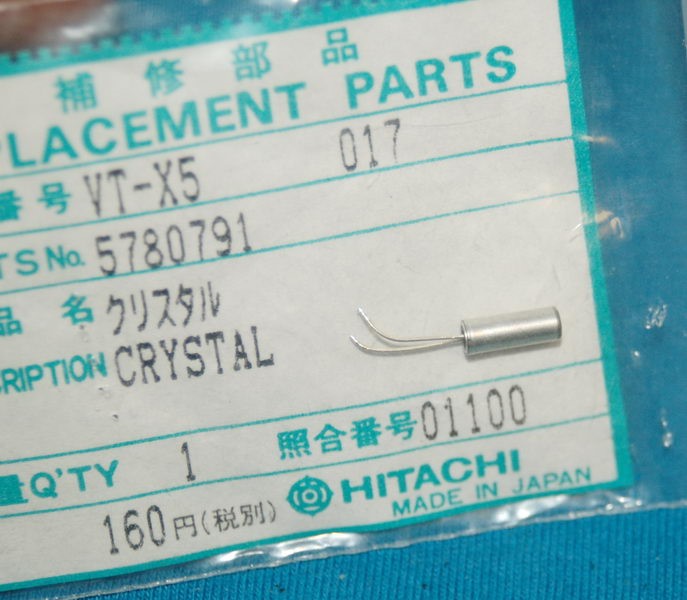 補修部品
PLACEMENT PARTS
番号 VT-X5 017
TS No. 5780791
品名 クリスタル
RIPTION CRYSTAL
量Q'TY 1 照合番号 01100
160円(税別) HITACHI
MADE IN JAPAN